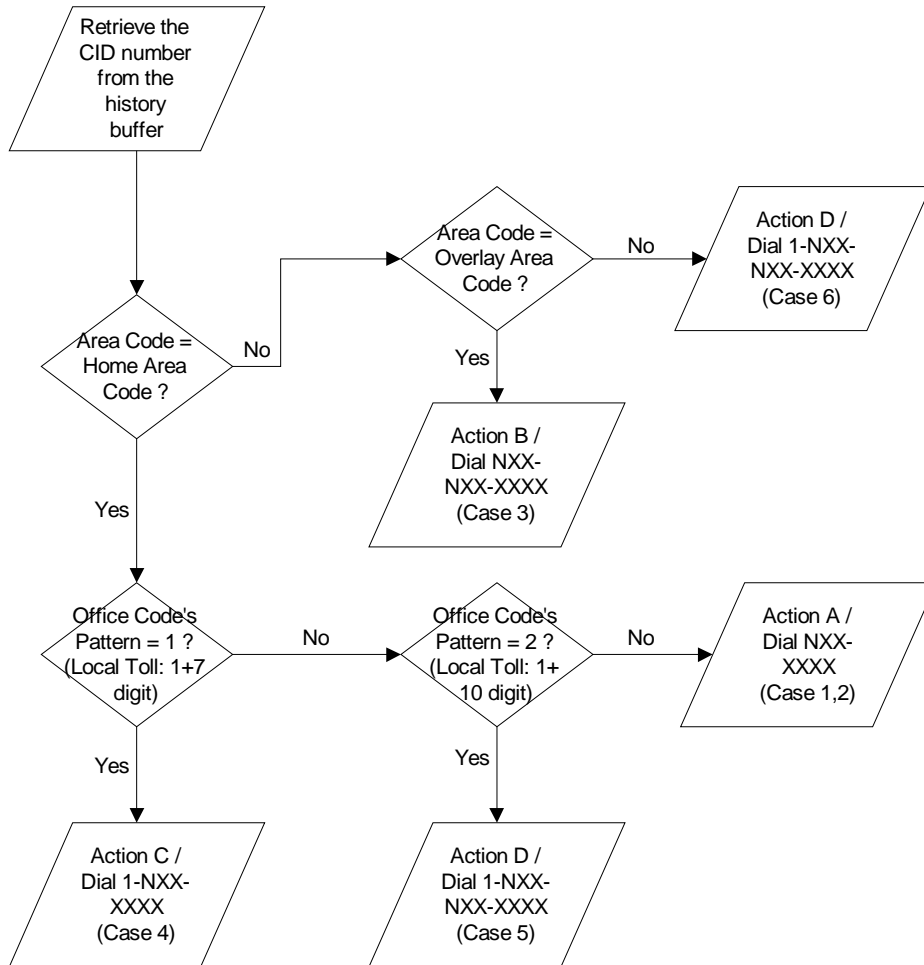 Retrieve the
CID number
from the
history
buffer
Area Code =
Overlay Area
Code ?
No
Action D /
Dial 1-NXX-
NXX-XXXX
(Case 6)
Area Code =
Home Area
Code ?
No
Yes
Action B /
Dial NXX-
NXX-XXXX
(Case 3)
Yes
Office Code's
Pattern = 1 ?
(Local Toll: 1+7
digit)
No
Office Code's
Pattern = 2 ?
(Local Toll: 1+
10 digit)
No
Action A /
Dial NXX-
XXXX
(Case 1,2)
Yes
Yes
Action C /
Dial 1-NXX-
XXXX
(Case 4)
Action D /
Dial 1-NXX-
NXX-XXXX
(Case 5)